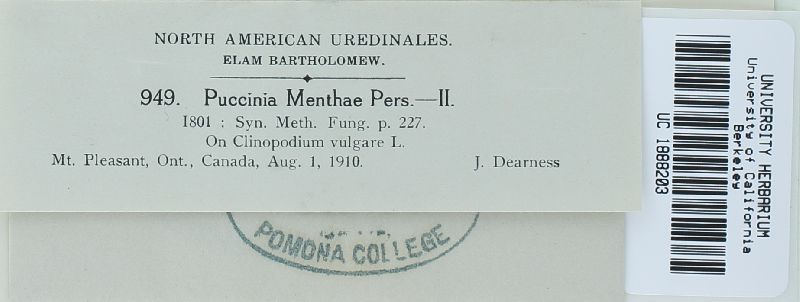 NORTH AMERICAN UREDINALES.
ELAM BARTHOLOMEW.
949. Puccinia Menthae Pers.—II.
1801 : Syn. Meth. Fung. p. 227.
On Clinopodium vulgare L.
Mt. Pleasant, Ont., Canada, Aug. 1, 1910. J. Dearness
POMONA COLLEGE
UNIVERSITY HERBARIUM
University of California
Berkeley
UC 1888203